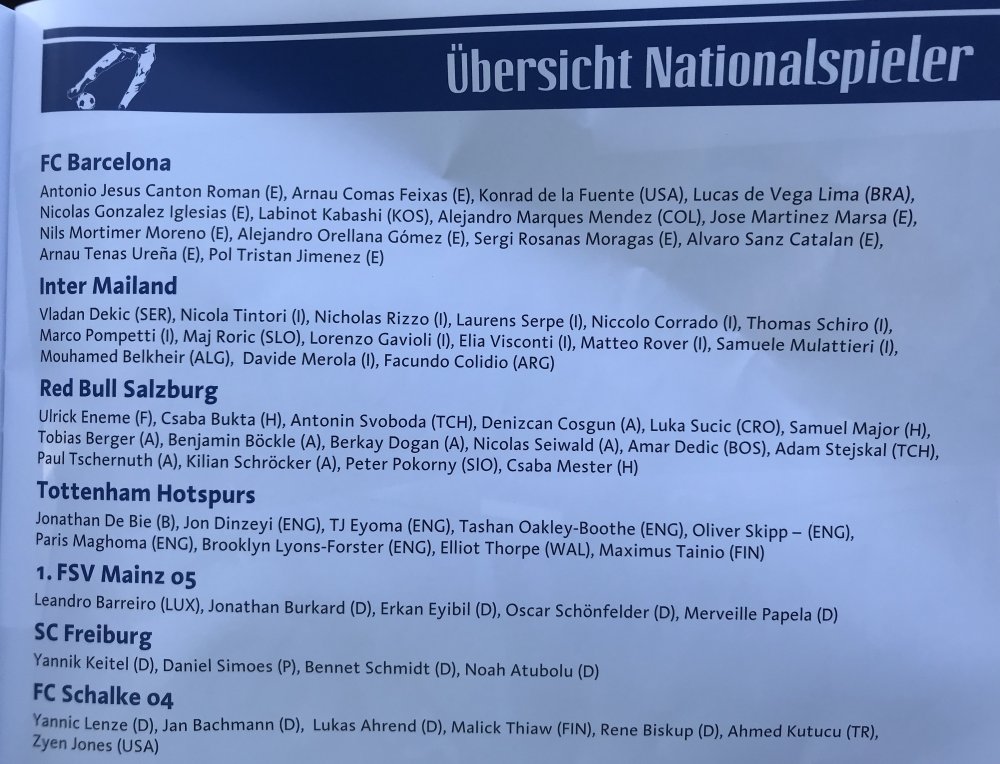 Übersicht Nationalspieler
FC Barcelona
Antonio Jesus Canton Roman (E), Arnau Comas Feixas (E), Konrad de la Fuente (USA), Lucas de Vega Lima (BRA),
Nicolas Gonzalez Iglesias (E), Labinot Kabashi (KOS), Alejandro Marques Mendez (COL), Jose Martinez Marsa (E),
Nils Mortimer Moreno (E), Alejandro Orellana Gómez (E), Sergi Rosanas Moragas (E), Alvaro Sanz Catalan (E),
Arnau Tenas Ureña (E), Pol Tristan Jimenez (E)
Inter Mailand
Vladan Dekic (SER), Nicola Tintori (I), Nicholas Rizzo (I), Laurens Serpe (I), Niccolo Corrado (I), Thomas Schiro (I),
Marco Pompetti (I), Maj Roric (SLO), Lorenzo Gavioli (I), Elia Visconti (I), Matteo Rover (I), Samuele Mulattieri (I),
Mouhamed Belkheir (ALG), Davide Merola (I), Facundo Colidio (ARG)
Red Bull Salzburg
Ulrick Eneme (F), Csaba Bukta (H), Antonin Svoboda (TCH), Denizcan Cosgun (A), Luka Sucic (CRO), Samuel Major (H),
Tobias Berger (A), Benjamin Böckle (A), Berkay Dogan (A), Nicolas Seiwald (A), Amar Dedic (BOS), Adam Stejskal (TCH),
Paul Tschernuth (A), Kilian Schröcker (A), Peter Pokorny (SlO), Csaba Mester (H)
Tottenham Hotspurs
Jonathan De Bie (B), Jon Dinzeyi (ENG), TJ Eyoma (ENG), Tashan Oakley-Boothe (ENG), Oliver Skipp – (ENG),
Paris Maghoma (ENG), Brooklyn Lyons-Forster (ENG), Elliot Thorpe (WAL), Maximus Tainio (FIN)
1. FSV Mainz 05
Leandro Barreiro (LUX), Jonathan Burkard (D), Erkan Eyibil (D), Oscar Schönfelder (D), Merveille Papela (D)
SC Freiburg
Yannik Keitel (D), Daniel Simoes (P), Bennet Schmidt (D), Noah Atubolu (D)
FC Schalke 04
Yannic Lenze (D), Jan Bachmann (D), Lukas Ahrend (D), Malick Thiaw (FIN), Rene Biskup (D), Ahmed Kutucu (TR),
Zyen Jones (USA)